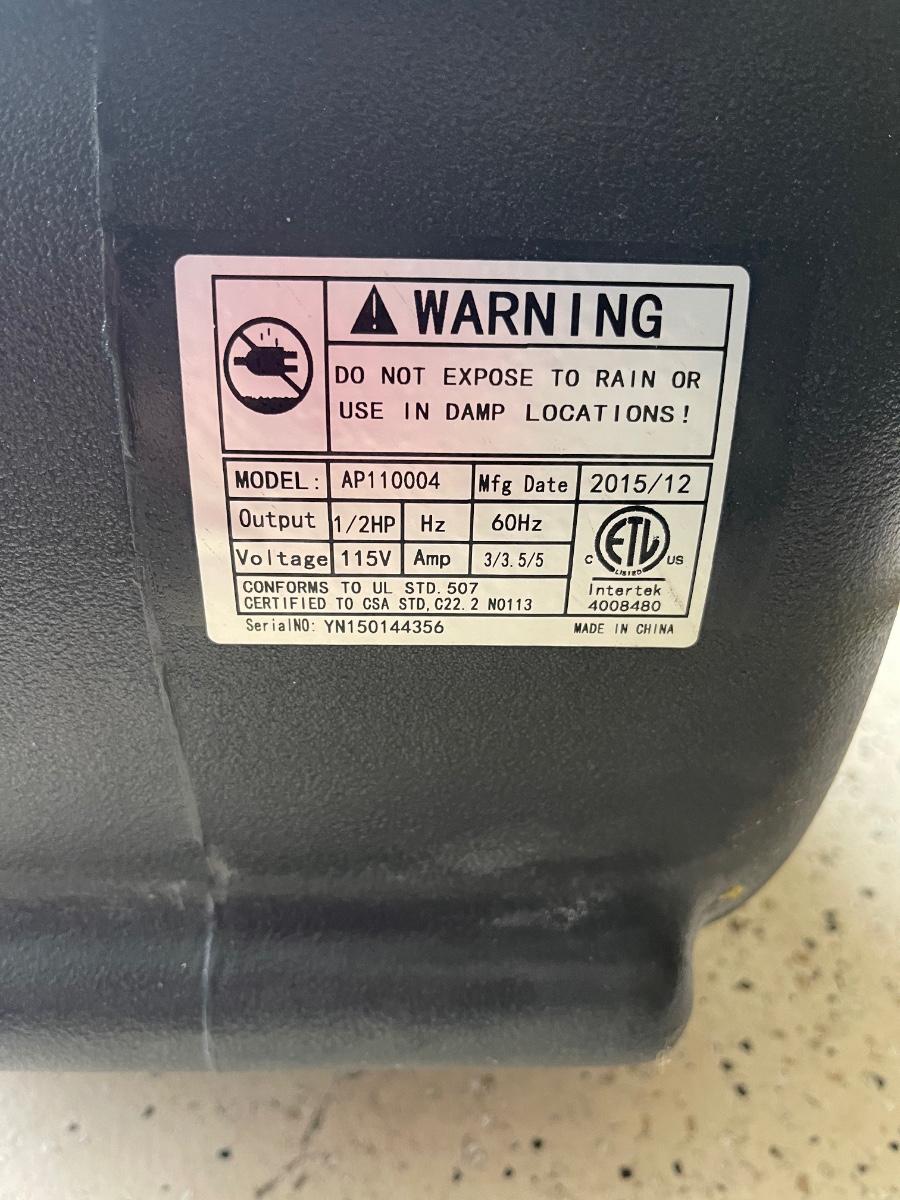 WARNING
DO NOT EXPOSE TO RAIN OR
USE IN DAMP LOCATIONS!
MODEL: AP110004 Mfg Date 2015/12
Output 1/2HP Hz 60Hz
Voltage 115V Amp 3/3.5/5
ETL
C US
LISTED
Intertek
4008480
CONFORMS TO UL STD.507
CERTIFIED TO CSA STD,C22.2 NO113
SerialNO: YN150144356 MADE IN CHINA